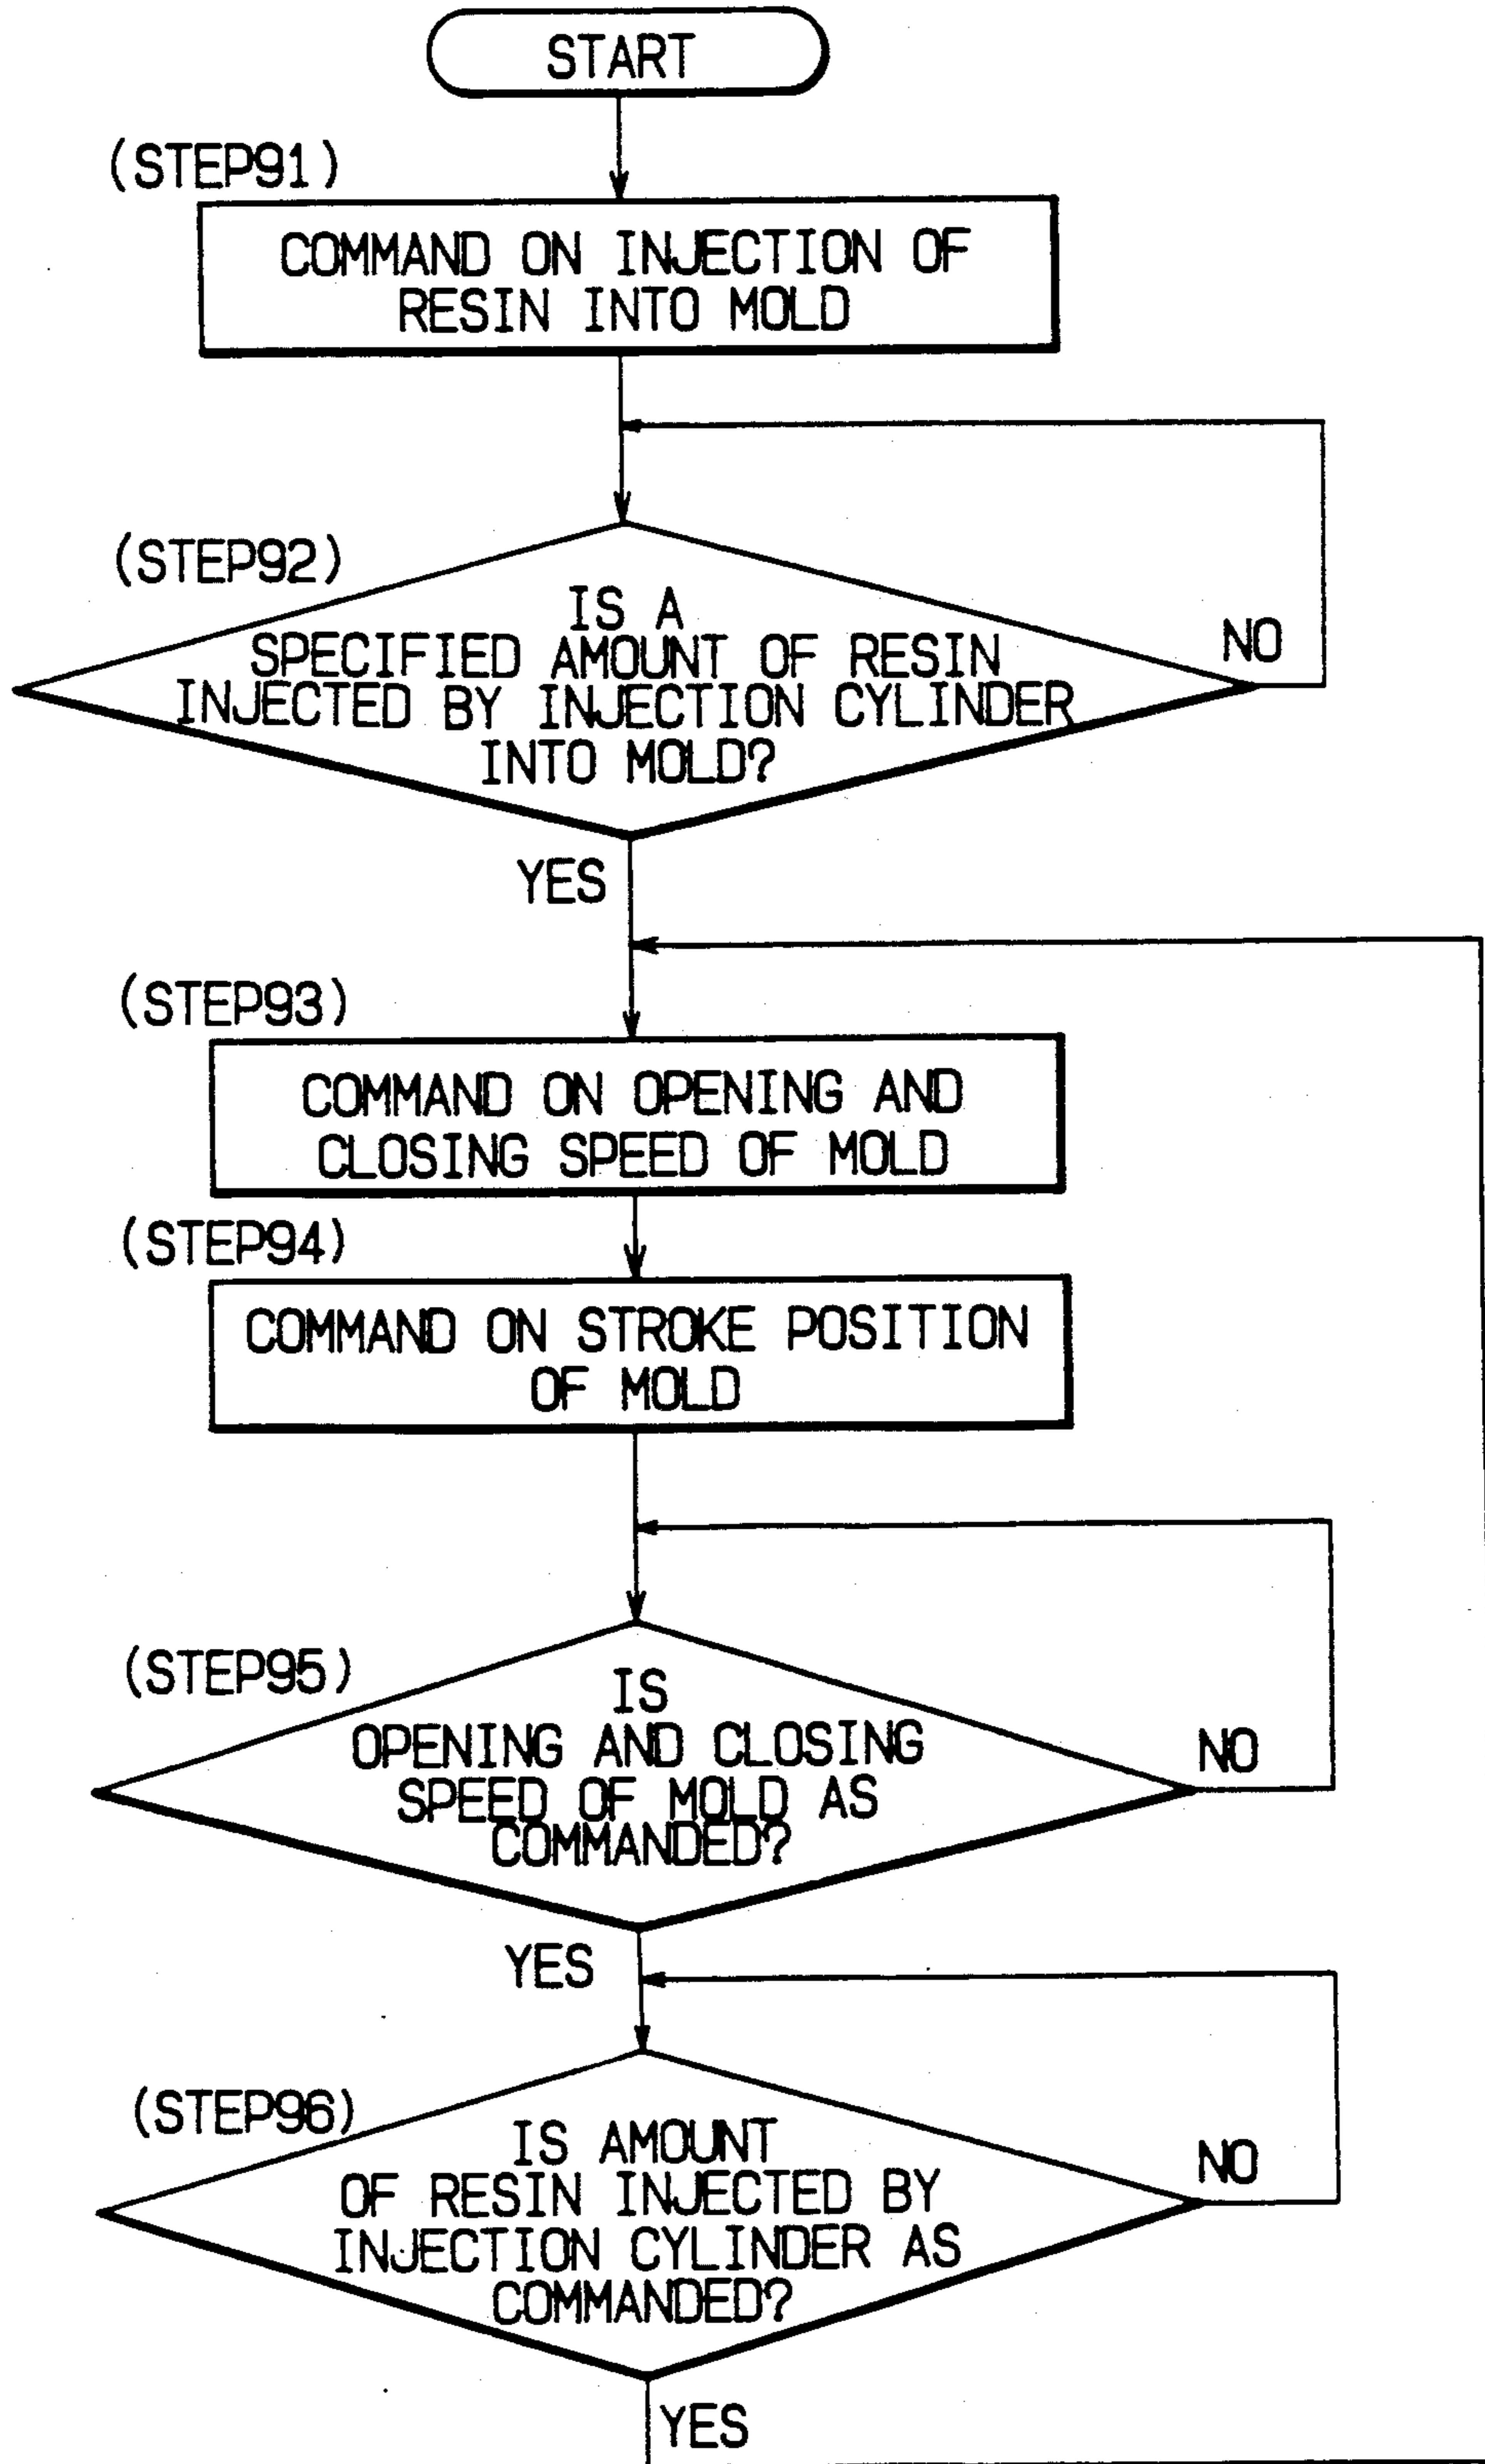 START
(STEP91)
COMMAND ON INJECTION OF
RESIN INTO MOLD
(STEP92)
IS A
SPECIFIED AMOUNT OF RESIN
INJECTED BY INJECTION CYLINDER
INTO MOLD?
NO
YES
(STEP93)
COMMAND ON OPENING AND
CLOSING SPEED OF MOLD
(STEP94)
COMMAND ON STROKE POSITION
OF MOLD
(STEP95)
IS
OPENING AND CLOSING
SPEED OF MOLD AS
COMMANDED?
NO
YES
(STEP96)
IS AMOUNT
OF RESIN INJECTED BY
INJECTION CYLINDER AS
COMMANDED?
NO
YES